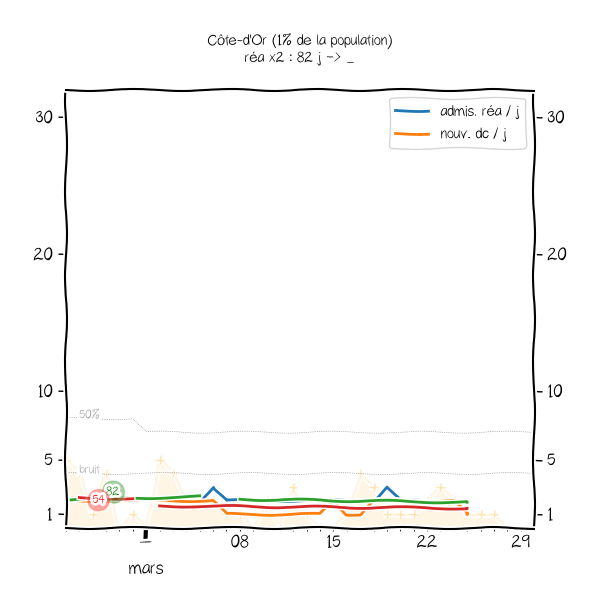 Côte-d'Or (1% de la population)
réa x2 : 82 j -> _
admis. réa / j
nouv. dc / j
30 30
20 20
10 10
50%
5 5
bruit
82
54
1 1
1 08 15 22 29
mars